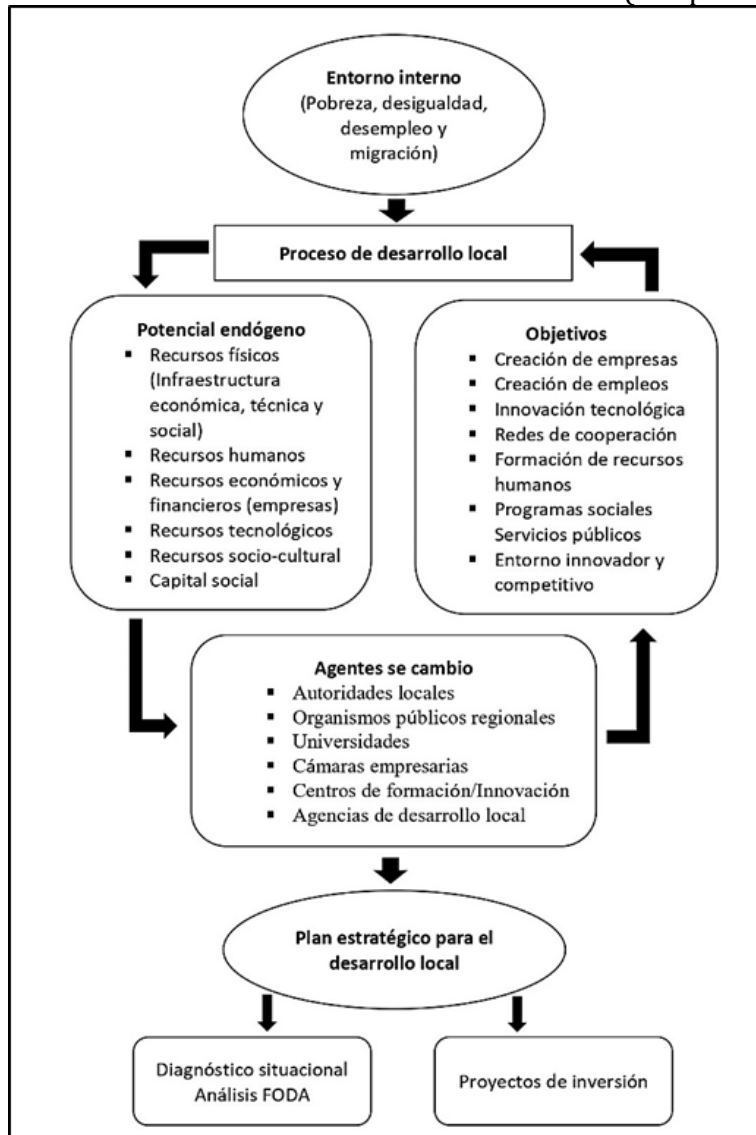 Entorno interno
(Pobreza, desigualdad,
desempleo y
migración)
Proceso de desarrollo local
Potencial endógeno
▪ Recursos físicos
(Infraestructura
económica, técnica y
social)
▪ Recursos humanos
▪ Recursos económicos y
financieros (empresas)
▪ Recursos tecnológicos
▪ Recursos socio-cultural
▪ Capital social
Objetivos
▪ Creación de empresas
▪ Creación de empleos
▪ Innovación tecnológica
▪ Redes de cooperación
▪ Formación de recursos
humanos
▪ Programas sociales
Servicios públicos
▪ Entorno innovador y
competitivo
Agentes se cambio
▪ Autoridades locales
▪ Organismos públicos regionales
▪ Universidades
▪ Cámaras empresarias
▪ Centros de formación/Innovación
▪ Agencias de desarrollo local
Plan estratégico para el
desarrollo local
Diagnóstico situacional
Análisis FODA
Proyectos de inversión